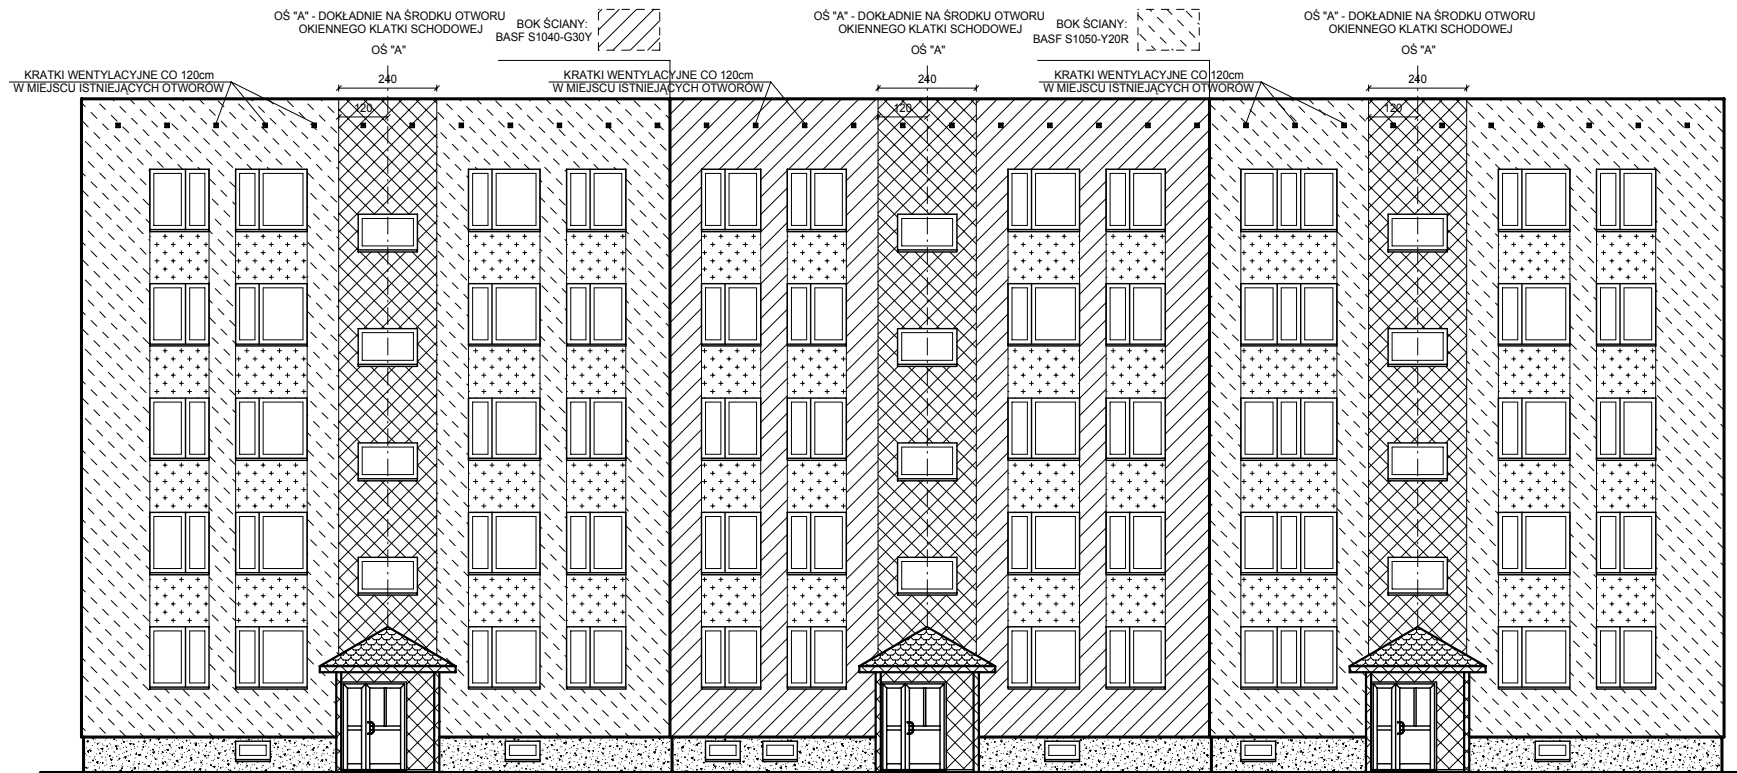 OŚ "A" - DOKŁADNIE NA ŚRODKU OTWORU
OKIENNEGO KLATKI SCHODOWEJ
OŚ "A"
BOK ŚCIANY:
BASF S1040-G30Y
OŚ "A" - DOKŁADNIE NA ŚRODKU OTWORU
OKIENNEGO KLATKI SCHODOWEJ
OŚ "A"
BOK ŚCIANY:
BASF S1050-Y20R
OŚ "A" - DOKŁADNIE NA ŚRODKU OTWORU
OKIENNEGO KLATKI SCHODOWEJ
OŚ "A"
KRATKI WENTYLACYJNE CO 120cm
W MIEJSCU ISTNIEJĄCYCH OTWORÓW
240
120
KRATKI WENTYLACYJNE CO 120cm
W MIEJSCU ISTNIEJĄCYCH OTWORÓW
240
120
KRATKI WENTYLACYJNE CO 120cm
W MIEJSCU ISTNIEJĄCYCH OTWORÓW
240
120